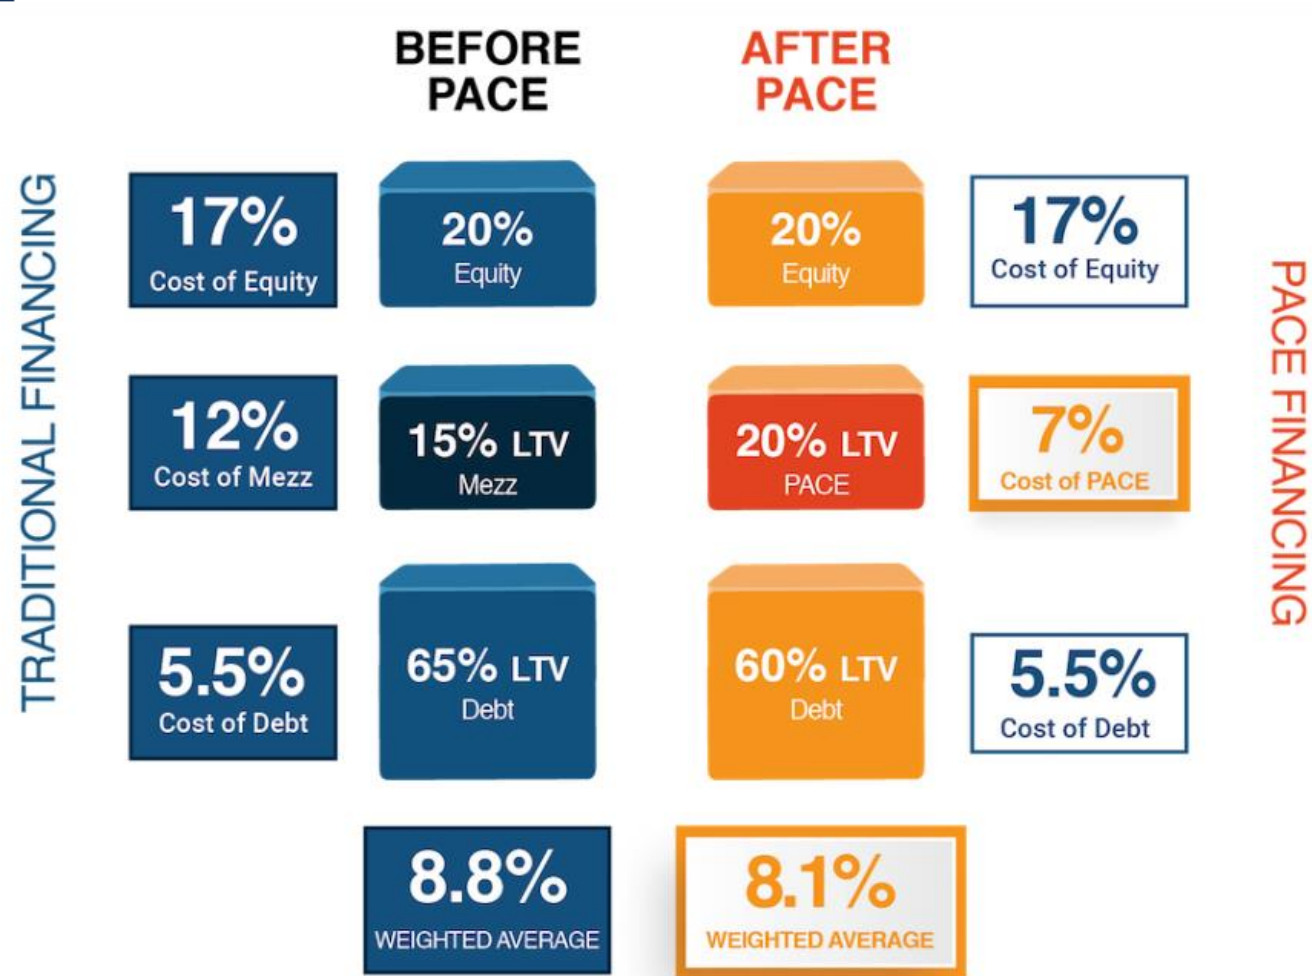 BEFORE
PACE
AFTER
PACE
TRADITIONAL FINANCING
PACE FINANCING
17%
Cost of Equity
20%
Equity
20%
Equity
17%
Cost of Equity
12%
Cost of Mezz
15% LTV
Mezz
20% LTV
PACE
7%
Cost of PACE
5.5%
Cost of Debt
65% LTV
Debt
60% LTV
Debt
5.5%
Cost of Debt
8.8%
WEIGHTED AVERAGE
8.1%
WEIGHTED AVERAGE